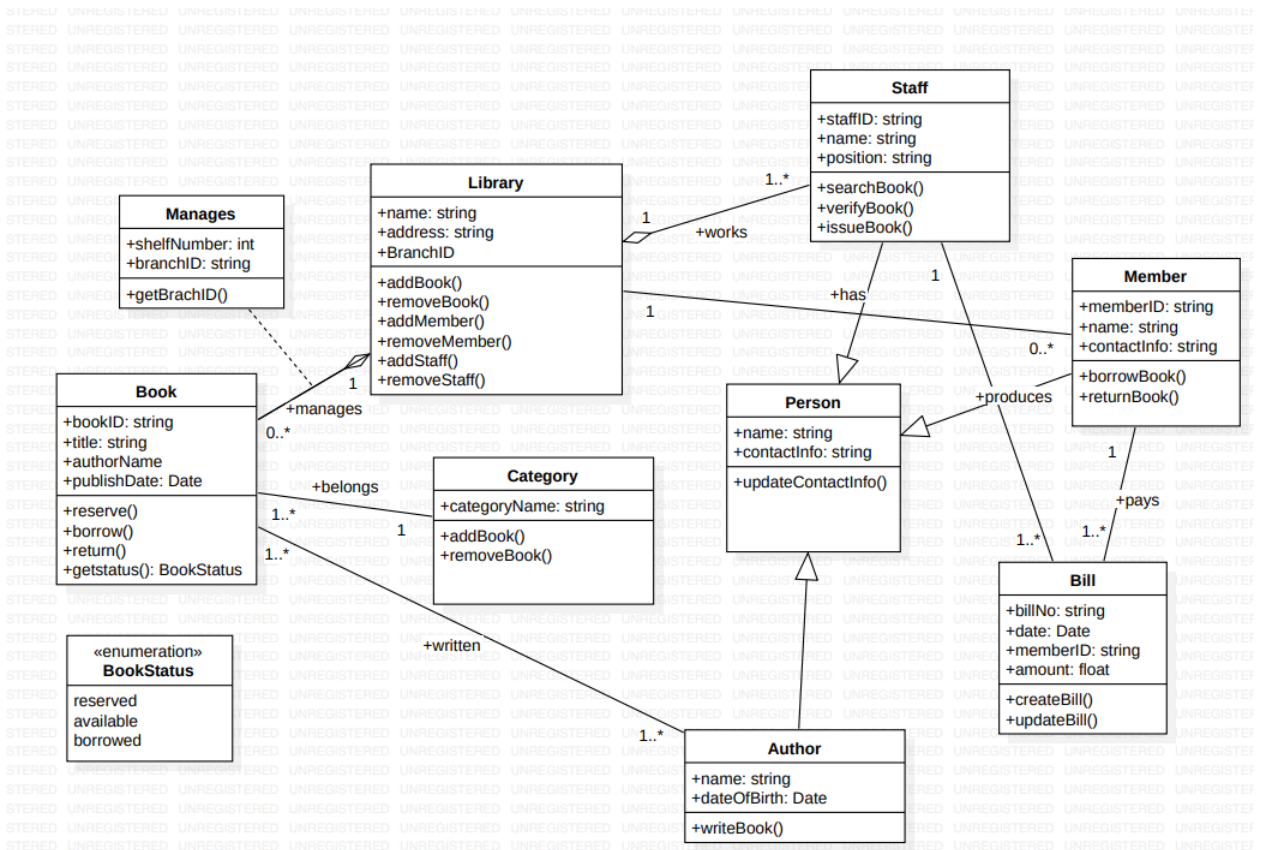 UNREGISTERED
Staff
+staffID: string
+name: string
+position: string
+searchBook()
+verifyBook()
+issueBook()
Library
+name: string
+address: string
+BranchID
+addBook()
+removeBook()
+addMember()
+removeMember()
+addStaff()
+removeStaff()
1..*
1
+works
Manages
+shelfNumber: int
+branchID: string
+getBrachID()
Member
+memberID: string
+name: string
+contactInfo: string
+borrowBook()
+returnBook()
1
+has
1
0..*
1
+manages
0..*
Book
+bookID: string
+title: string
+authorName
+publishDate: Date
+reserve()
+borrow()
+return()
+getstatus(): BookStatus
Person
+name: string
+contactInfo: string
+updateContactInfo()
+produces
Category
+categoryName: string
+addBook()
+removeBook()
+belongs
1..*
1
1..*
1
+pays
1..*
1..*
Bill
+billNo: string
+date: Date
+memberID: string
+amount: float
+createBill()
+updateBill()
«enumeration»
BookStatus
reserved
available
borrowed
+written
1..*
Author
+name: string
+dateOfBirth: Date
+writeBook()